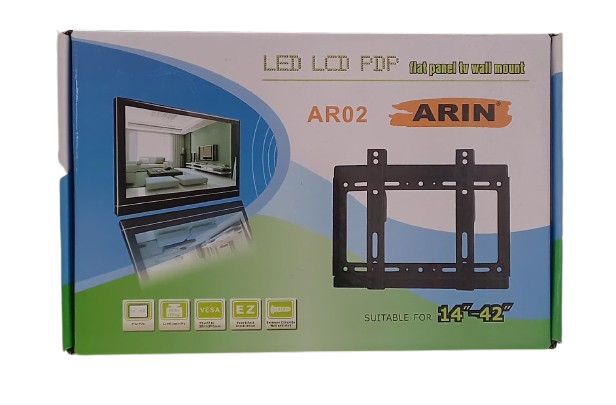 LED LCD PDP flat panel tv wall mount
AR02 ARIN®
VESA
EZ
SUITABLE FOR 14"-42"